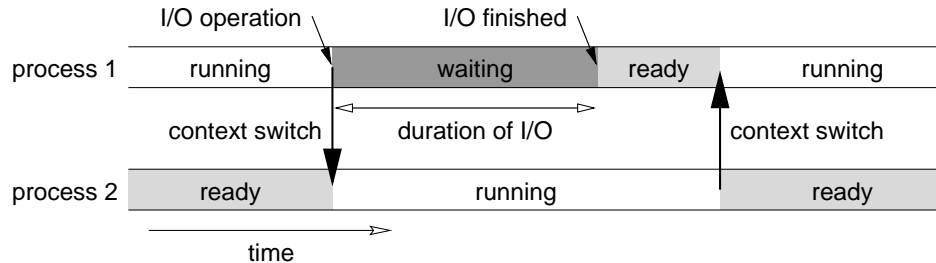 I/O operation I/O finished
process 1 running waiting ready running
context switch duration of I/O context switch
process 2 ready running ready
time